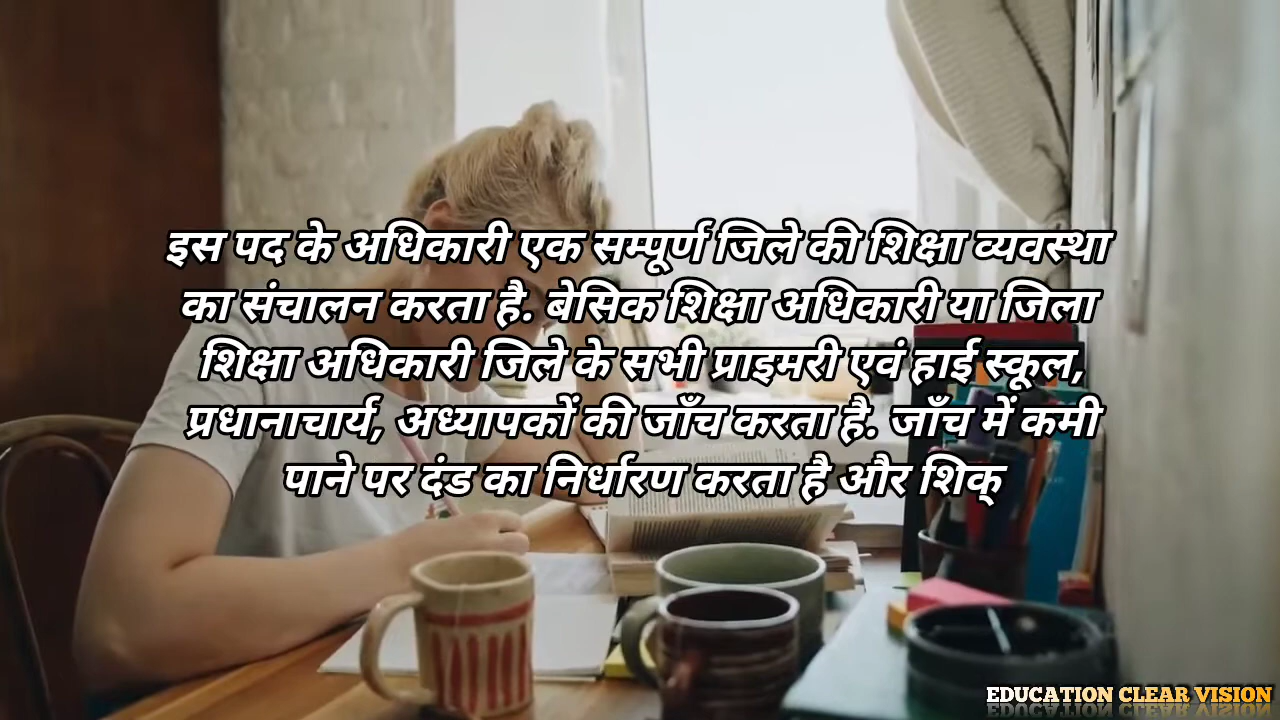 इस पद के अधिकारी एक सम्पूर्ण जिले की शिक्षा व्यवस्था
का संचालन करता है. बेसिक शिक्षा अधिकारी या जिला
शिक्षा अधिकारी जिले के सभी प्राइमरी एवं हाई स्कूल,
प्रधानाचार्य, अध्यापकों की जाँच करता है. जाँच में कमी
पाने पर दंड का निर्धारण करता है और शिक्
EDUCATION CLEAR VISION